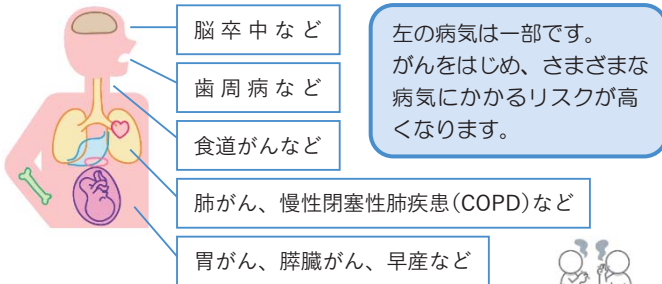 脳卒中など
歯周病など
食道がんなど
肺がん、慢性閉塞性肺疾患(COPD)など
胃がん、膵臓がん、早産など
左の病気は一部です。
がんをはじめ、さまざまな
病気にかかるリスクが高
くなります。